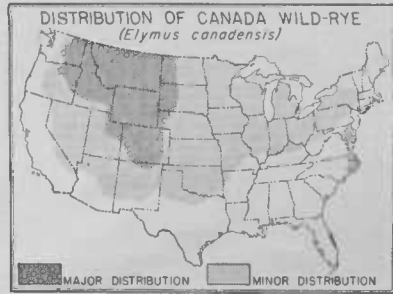 DISTRIBUTION OF CANADA WILD-RYE
(Elymus canadensis)
MAJOR DISTRIBUTION
MINOR DISTRIBUTION